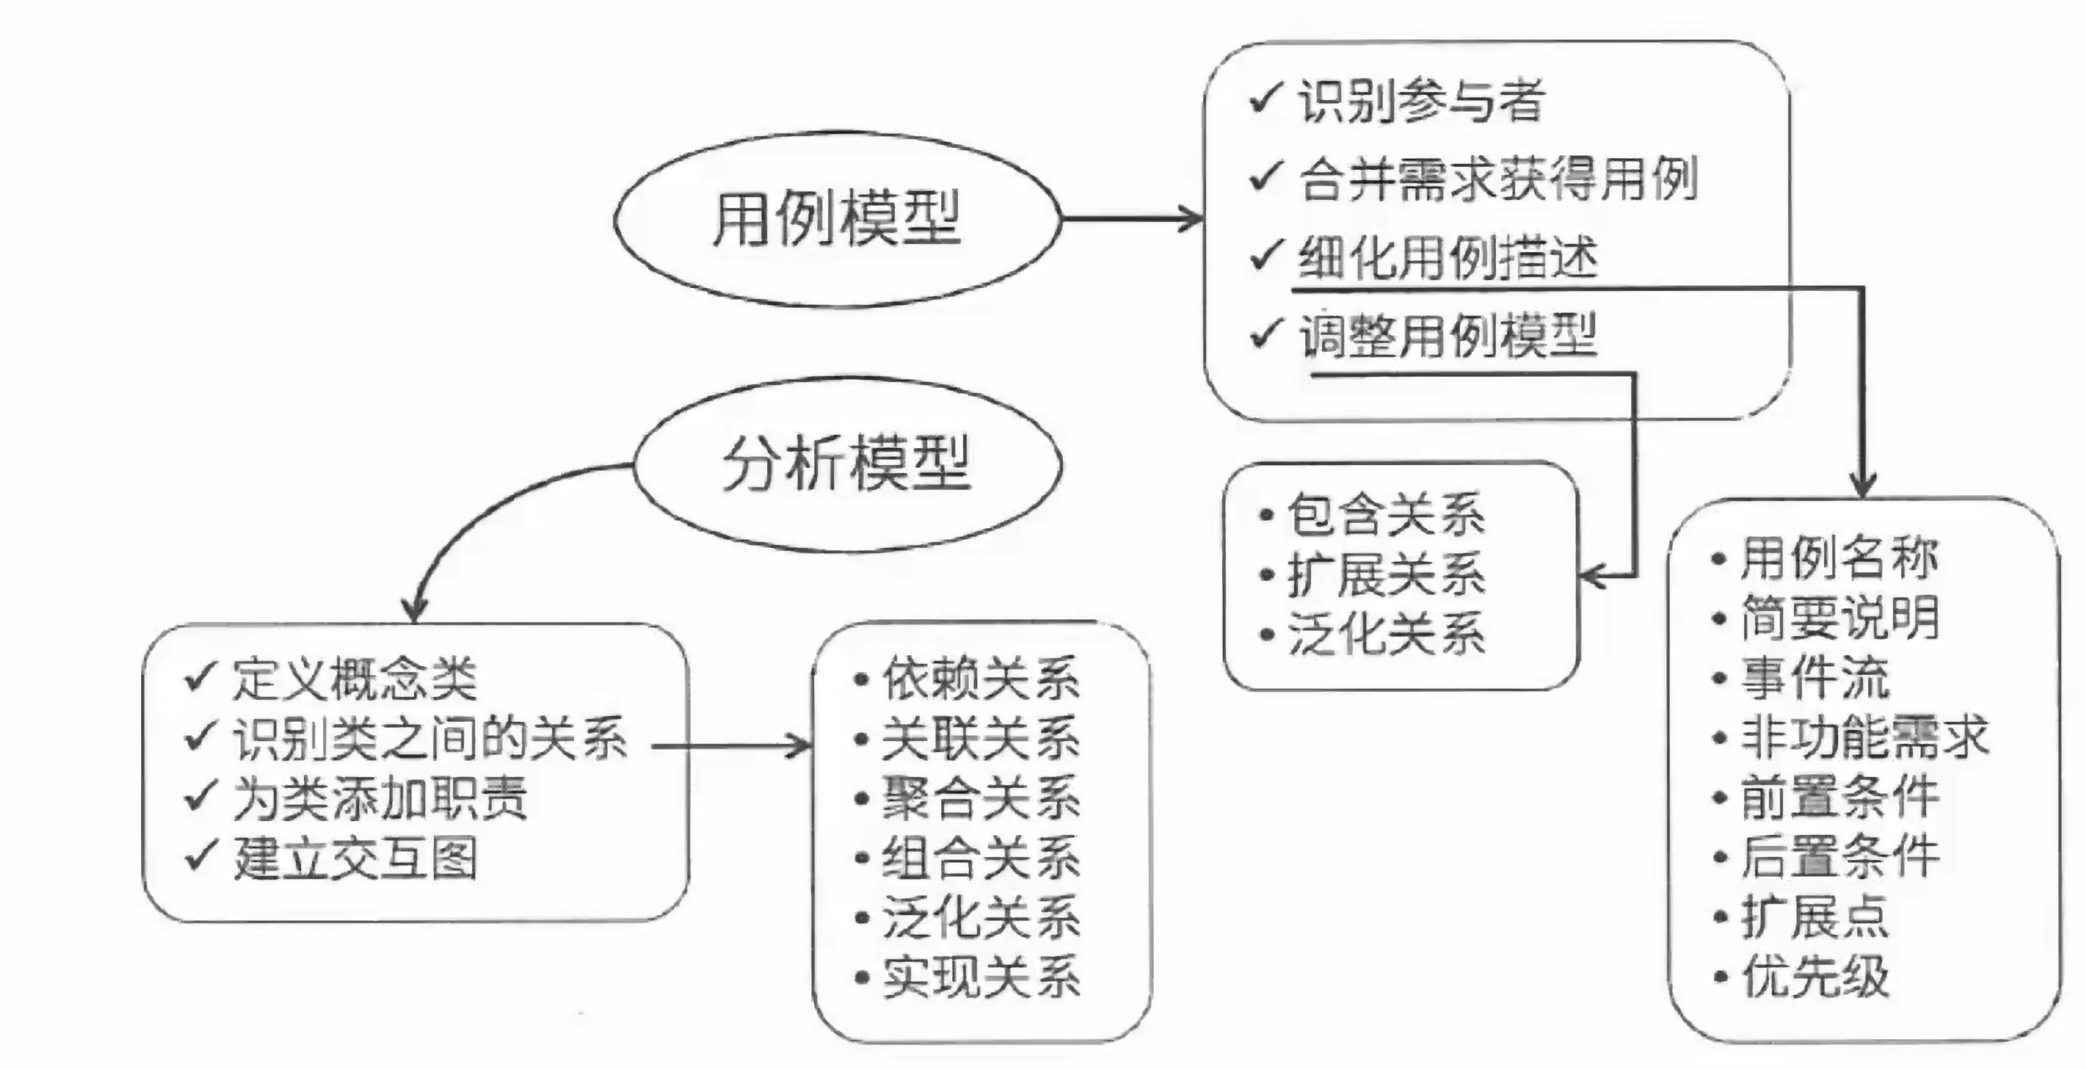 用例模型
✓ 识别参与者
✓ 合并需求获得用例
✓ 细化用例描述
✓ 调整用例模型
• 包含关系
• 扩展关系
• 泛化关系
• 用例名称
• 简要说明
• 事件流
• 非功能需求
• 前置条件
• 后置条件
• 扩展点
• 优先级
分析模型
✓ 定义概念类
✓ 识别类之间的关系
✓ 为类添加职责
✓ 建立交互图
• 依赖关系
• 关联关系
• 聚合关系
• 组合关系
• 泛化关系
• 实现关系